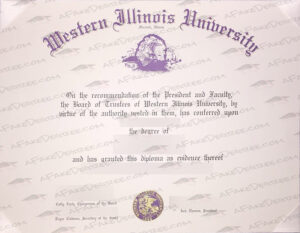 Western Illinois University
On the recommendation of the President and Faculty,
the Board of Trustees of Western Illinois University, by
virtue of the authority vested in them, has conferred upon
the degree of
and has granted this diploma as evidence thereof
AFakeDegree.com